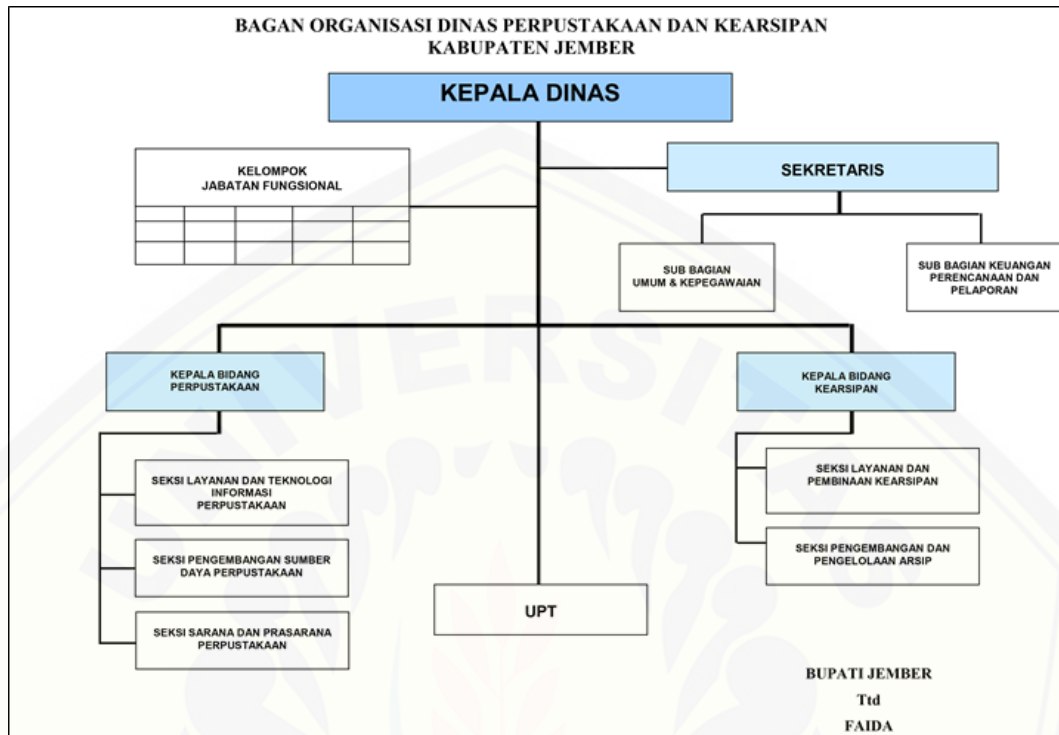 BAGAN ORGANISASI DINAS PERPUSTAKAAN DAN KEARSIPAN
KABUPATEN JEMBER
KEPALA DINAS
KELOMPOK
JABATAN FUNGSIONAL
SEKRETARIS
SUB BAGIAN
UMUM & KEPEGAWAIAN
SUB BAGIAN KEUANGAN
PERENCANAAN DAN
PELAPORAN
KEPALA BIDANG
PERPUSTAKAAN
KEPALA BIDANG
KEARSIPAN
SEKSI LAYANAN DAN TEKNOLOGI
INFORMASI
PERPUSTAKAAN
SEKSI PENGEMBANGAN SUMBER
DAYA PERPUSTAKAAN
SEKSI SARANA DAN PRASARANA
PERPUSTAKAAN
SEKSI LAYANAN DAN
PEMBINAAN KEARSIPAN
SEKSI PENGEMBANGAN DAN
PENGELOLAAN ARSIP
UPT
BUPATI JEMBER
Ttd
FAIDA
UNIVERSITAS